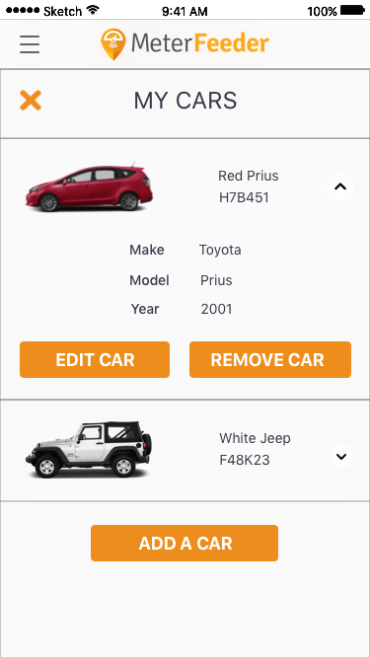 Sketch 9:41 AM 100%
MeterFeeder
MY CARS
Red Prius
H7B451
Make Toyota
Model Prius
Year 2001
EDIT CAR REMOVE CAR
White Jeep
F48K23
ADD A CAR